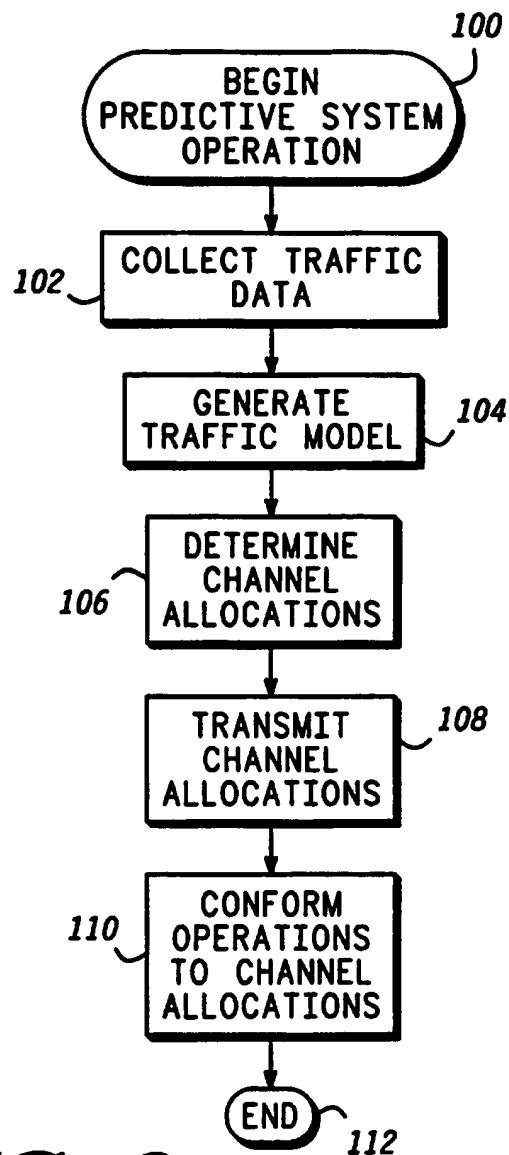 100
BEGIN
PREDICTIVE SYSTEM
OPERATION
102
COLLECT TRAFFIC
DATA
GENERATE
TRAFFIC MODEL
104
DETERMINE
CHANNEL
ALLOCATIONS
106
TRANSMIT
CHANNEL
ALLOCATIONS
108
CONFORM
OPERATIONS
TO CHANNEL
ALLOCATIONS
110
END
112